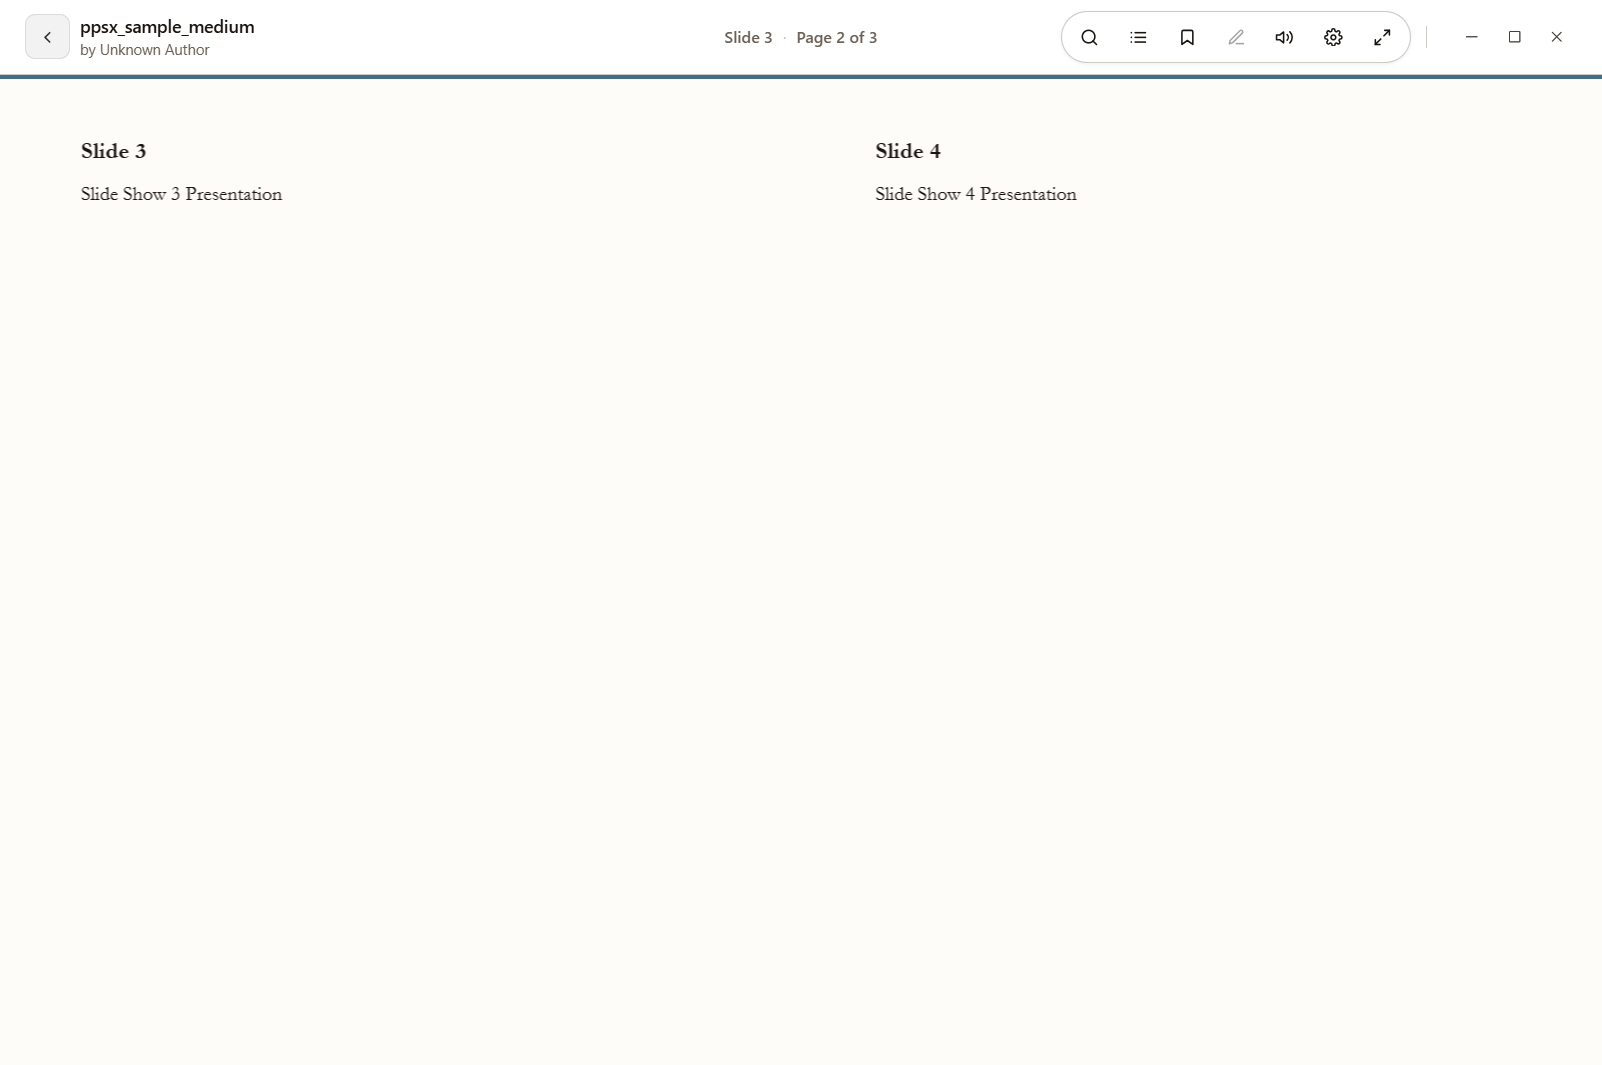 ppsx_sample_medium
by Unknown Author
Slide 3 · Page 2 of 3
Slide 3
Slide Show 3 Presentation
Slide 4
Slide Show 4 Presentation